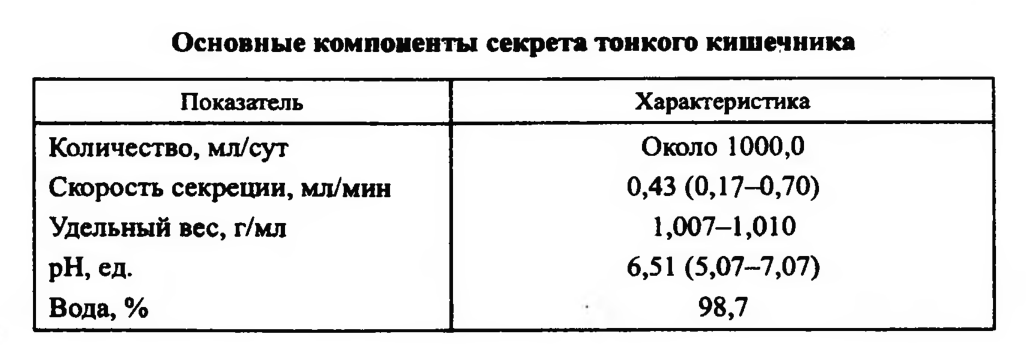 Основные компоненты секрета тонкого кишечника
Показатель Характеристика
Количество, мл/сут Около 1000,0
Скорость секреции, мл/мин 0,43 (0,17–0,70)
Удельный вес, г/мл 1,007–1,010
pH, ед. 6,51 (5,07–7,07)
Вода, % 98,7